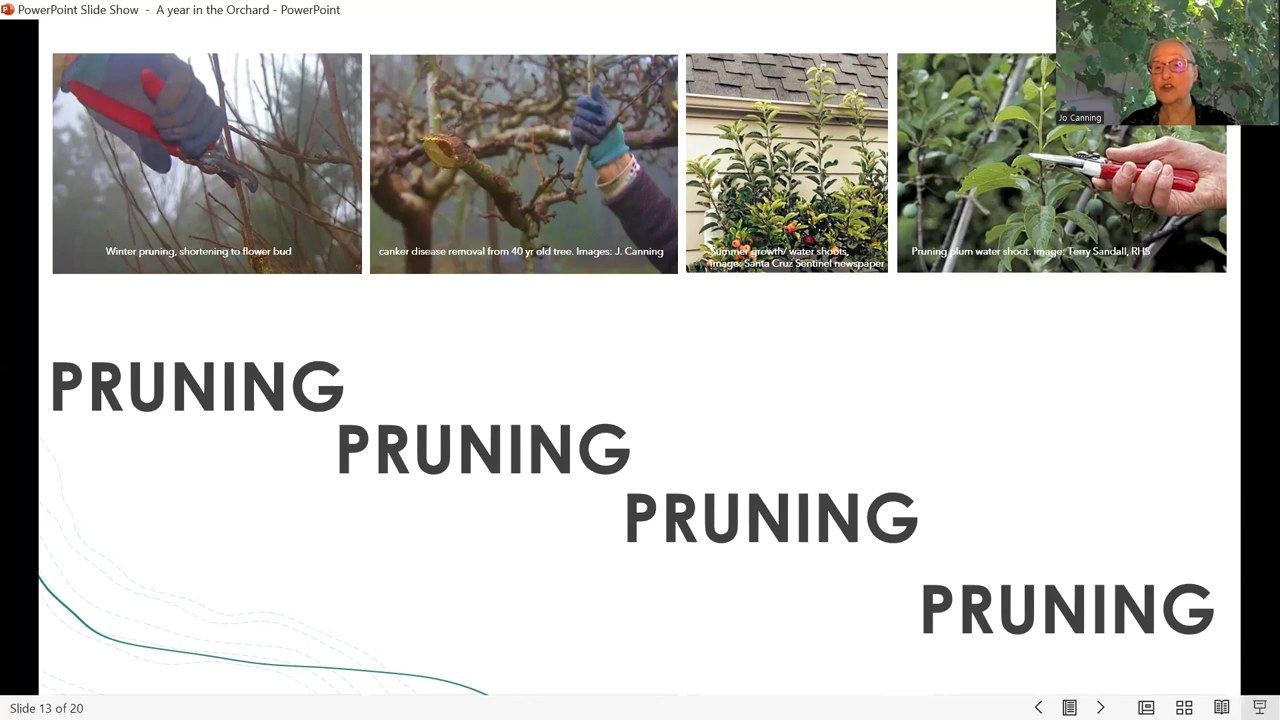 PowerPoint Slide Show - A year in the Orchard - PowerPoint
Jo Canning
Winter pruning, shortening to flower bud
canker disease removal from 40 yr old tree. Images: J. Canning
Summer growth/ water shoots,
image: Santa Cruz Sentinel newspaper
Pruning plum water shoot. image: Terry Sandall, RHS
PRUNING
PRUNING
PRUNING
PRUNING
Slide 13 of 20